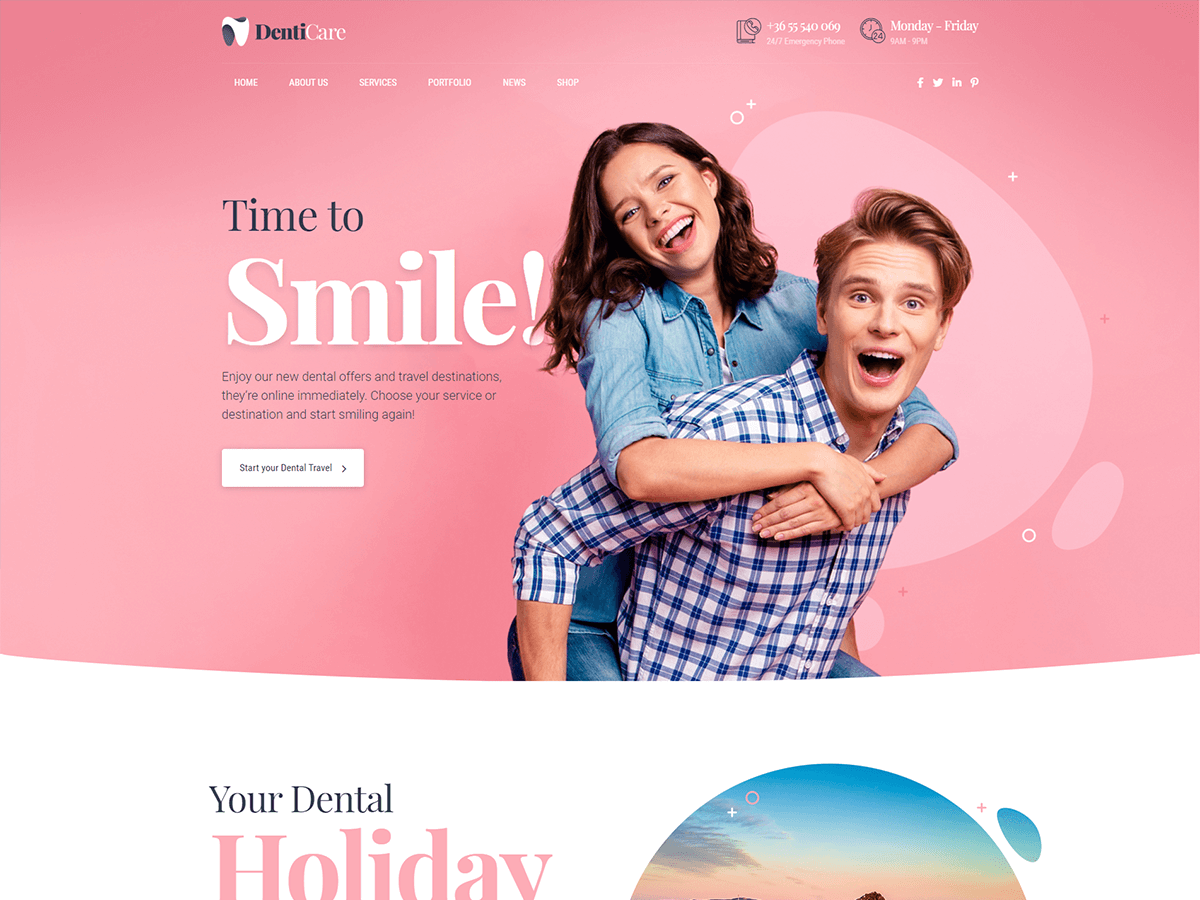 DentiCare
+36 55 540 069
24/7 Emergency Phone
24
Monday - Friday
9AM - 9PM
HOME ABOUT US SERVICES PORTFOLIO NEWS SHOP
Time to
Smile!
Enjoy our new dental offers and travel destinations,
they're online immediately. Choose your service or
destination and start smiling again!
Start your Dental Travel
Your Dental
Holiday